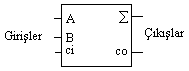 A Σ
Girişler Çıkışlar
B
ci co